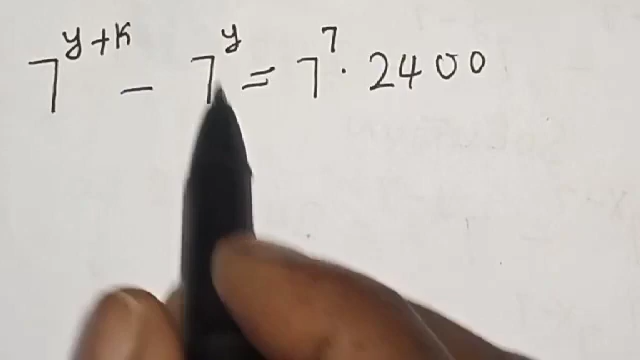 7^{y+k} - 7^y = 7^7 · 2400